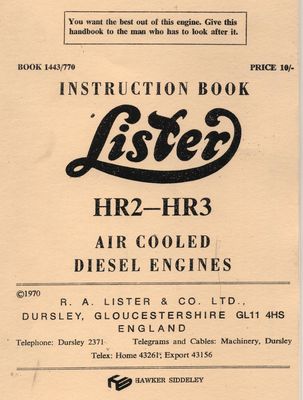 You want the best out of this engine. Give this
handbook to the man who has to look after it.
BOOK 1443/770 PRICE 10/-
INSTRUCTION BOOK
Lister
HR2—HR3
AIR COOLED
DIESEL ENGINES
©1970
R. A. LISTER & CO. LTD.,
DURSLEY, GLOUCESTERSHIRE GL11 4HS
ENGLAND
Telephone: Dursley 2371 Telegrams and Cables: Machinery, Dursley
Telex: Home 43261, Export 43156
HAWKER SIDDELEY